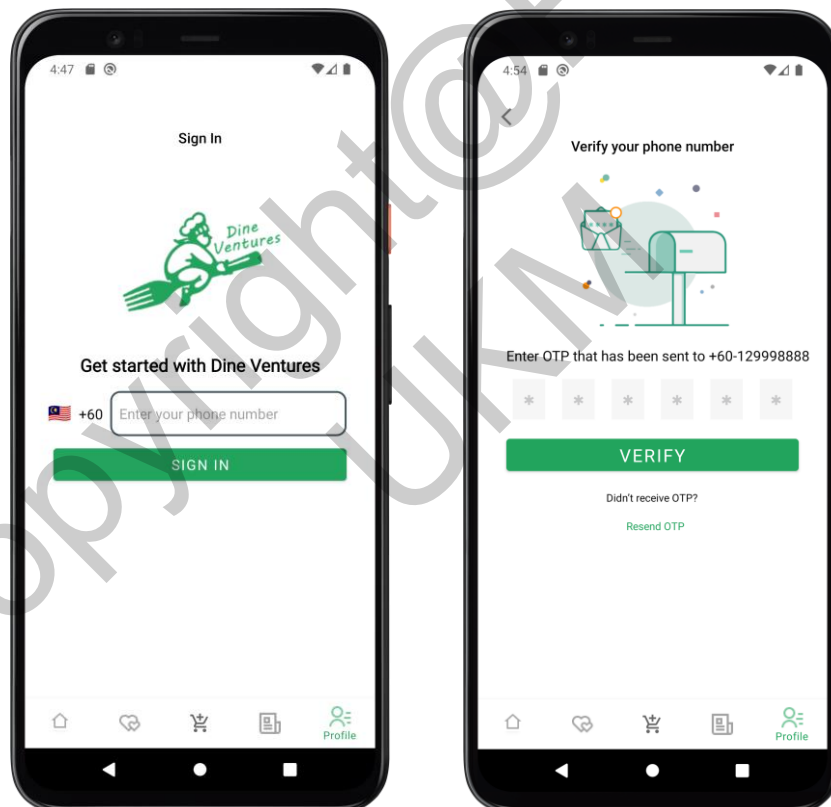 4:47
Sign In
Dine
Ventures
Get started with Dine Ventures
+60 Enter your phone number
SIGN IN
Profile
4:54
Verify your phone number
Enter OTP that has been sent to +60-129998888
* * * * * *
VERIFY
Didn't receive OTP?
Resend OTP
Profile
opyright@
UKM